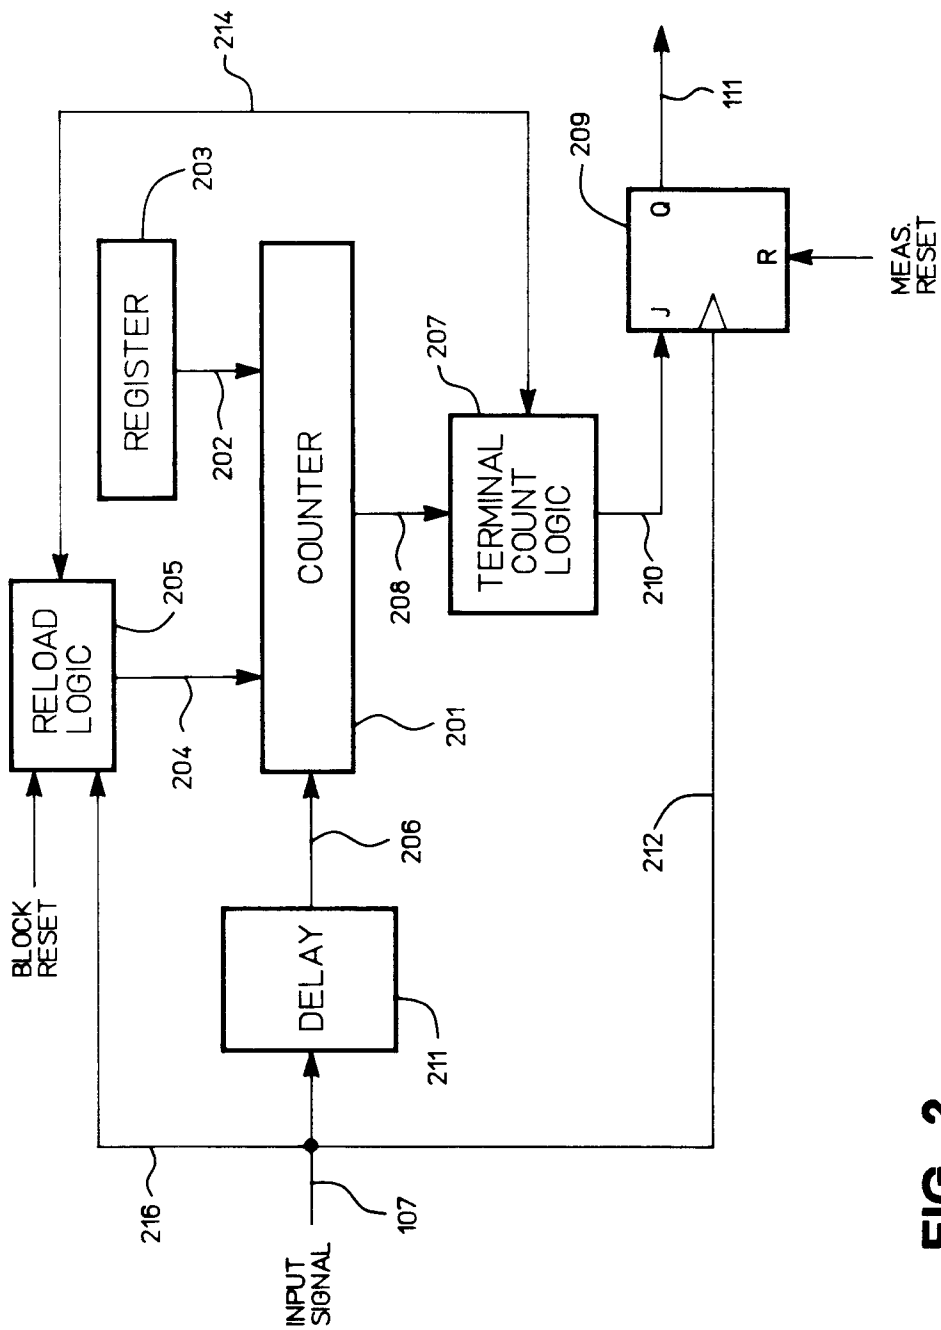 BLOCK
RESET
RELOAD
LOGIC
205
204
REGISTER
203
202
214
INPUT
SIGNAL
107
216
DELAY
211
206
COUNTER
201
208
TERMINAL
COUNT
LOGIC
207
210
212
J
Q
R
209
111
MEAS.
RESET
FIG 2